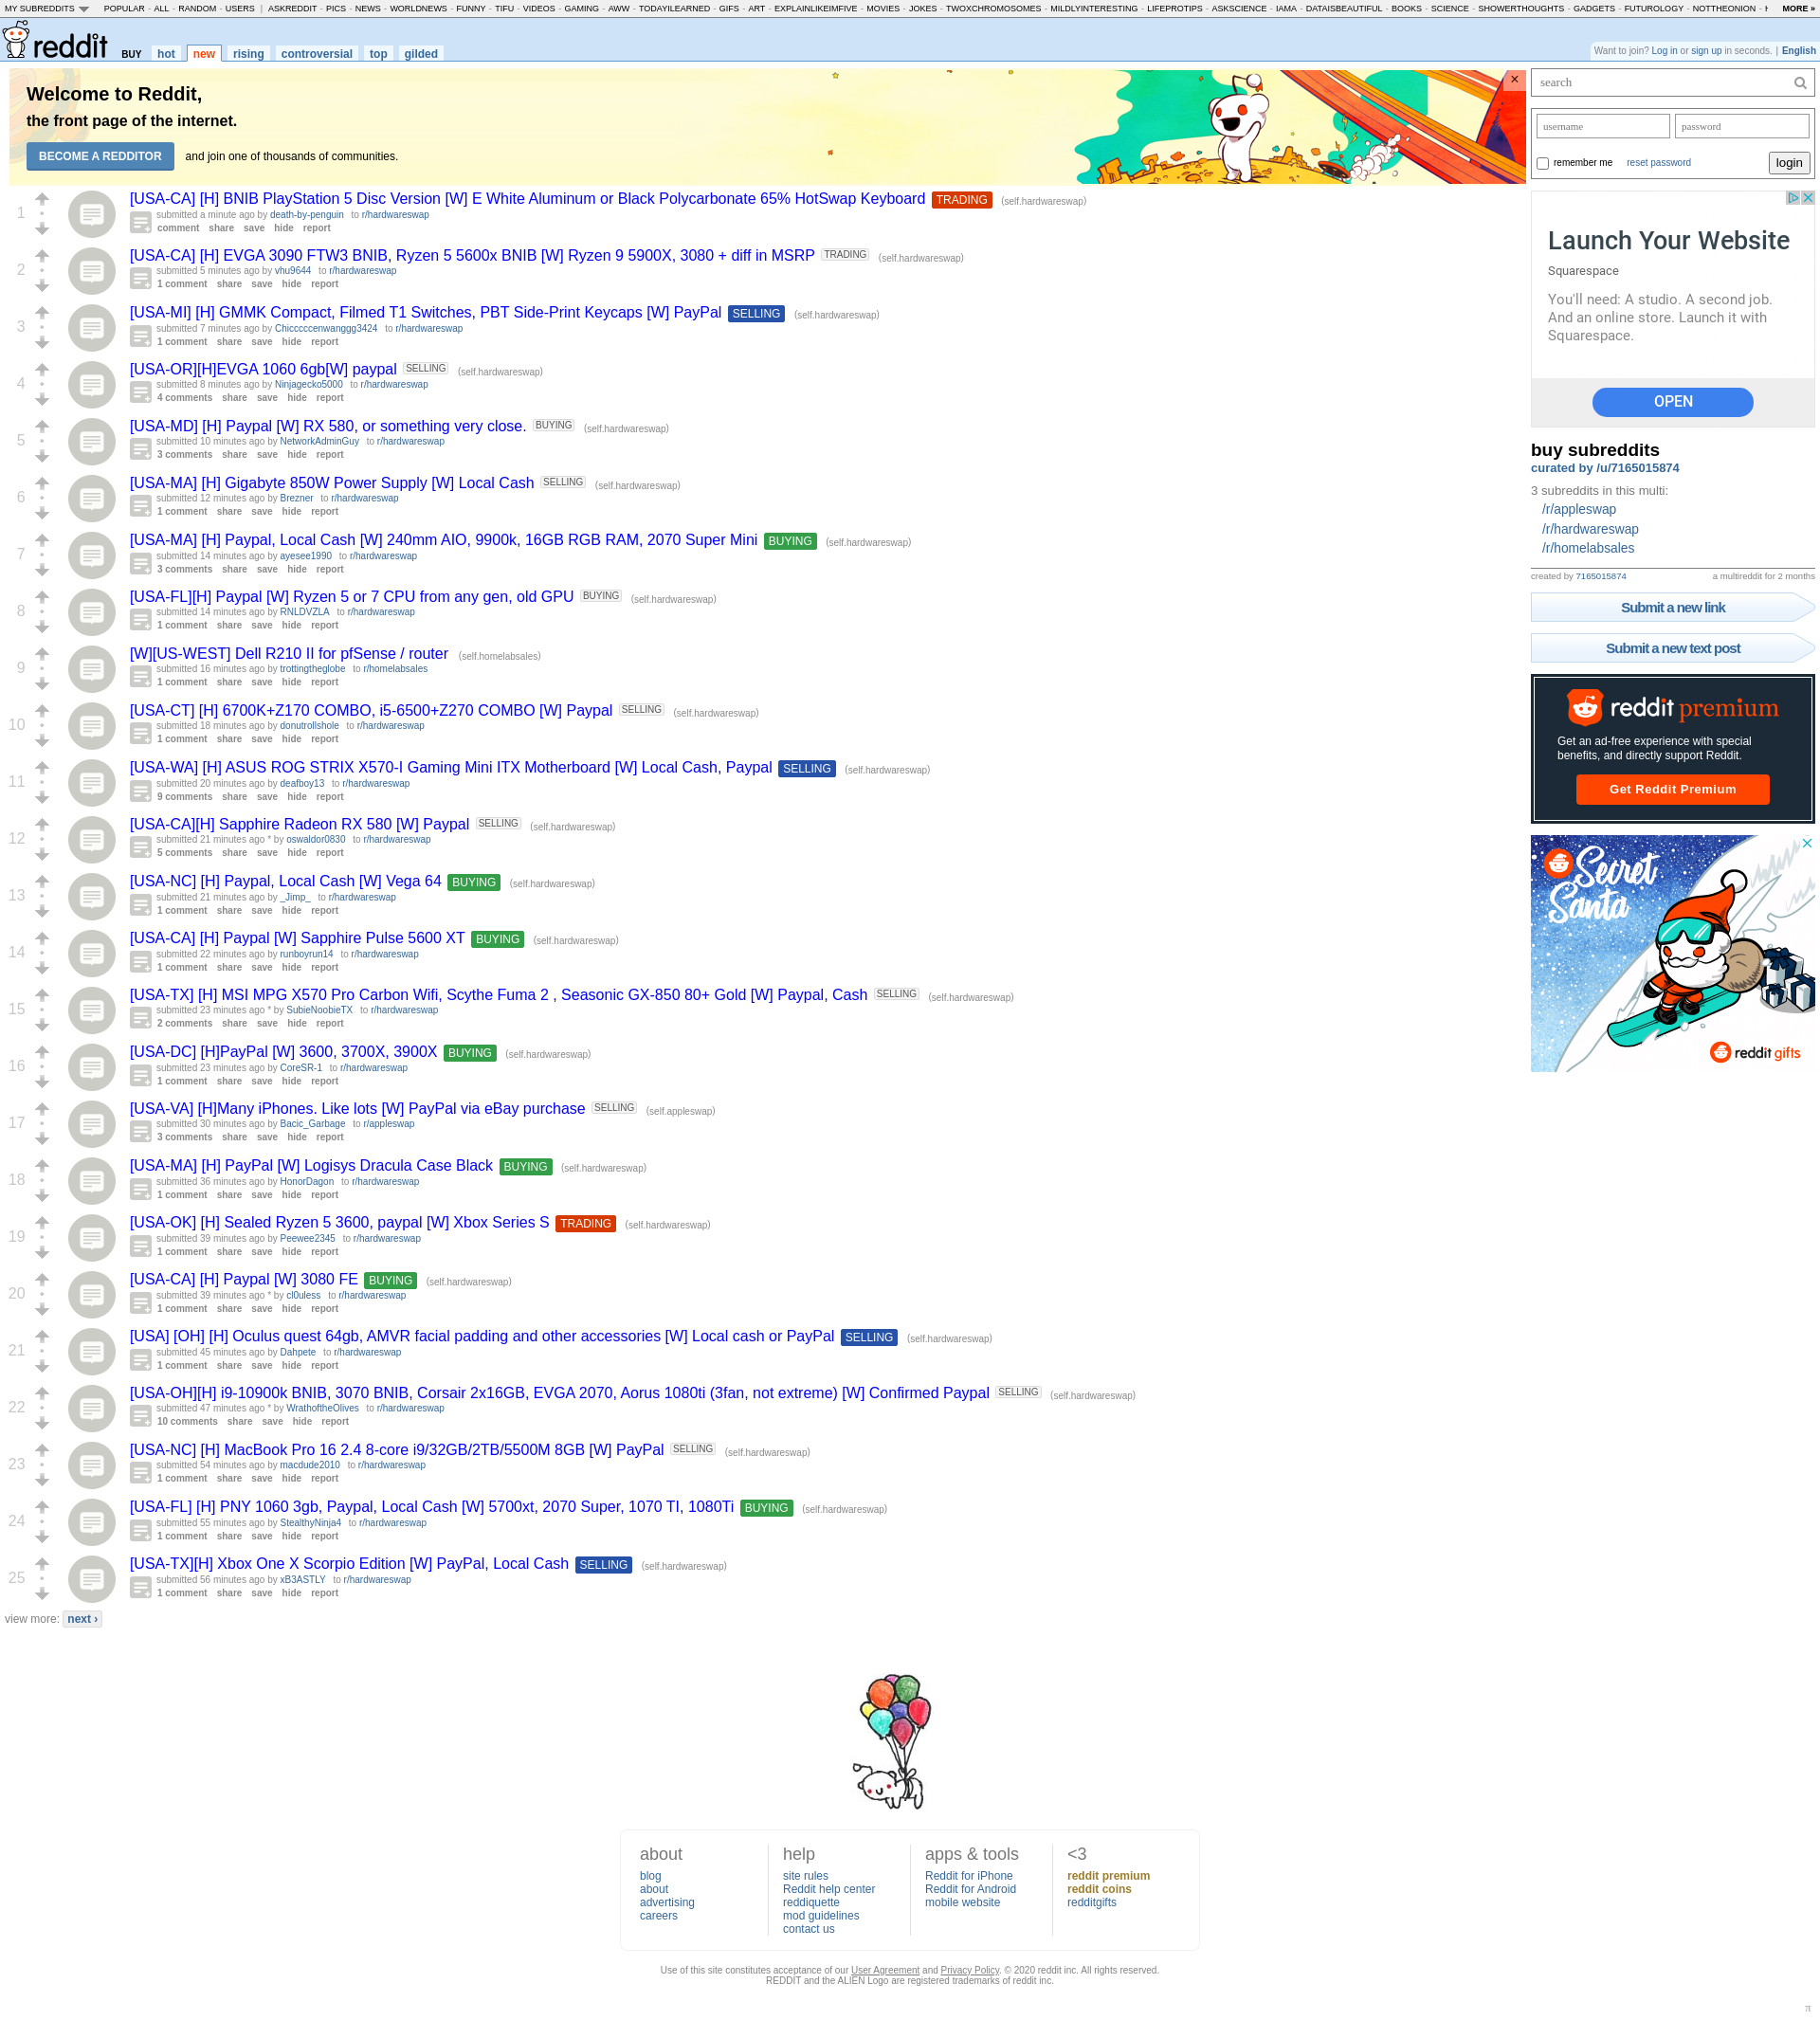 MY SUBREDDITS POPULAR - ALL - RANDOM - USERS | ASKREDDIT - PICS - NEWS - WORLDNEWS - FUNNY - TIFU - VIDEOS - GAMING - AWW - TODAYILEARNED - GIFS - ART - EXPLAINLIKEIMFIVE - MOVIES - JOKES - TWOXCHROMOSOMES - MILDLYINTERESTING - LIFEPROTIPS - ASKSCIENCE - IAMA - DATAISBEAUTIFUL - BOOKS - SCIENCE - SHOWERTHOUGHTS - GADGETS - FUTUROLOGY - NOTTHEONION - MORE »
reddit BUY hot new rising controversial top gilded
Want to join? Log in or sign up in seconds. | English
Welcome to Reddit,
the front page of the internet.
BECOME A REDDITOR and join one of thousands of communities.
×
1
[USA-CA] [H] BNIB PlayStation 5 Disc Version [W] E White Aluminum or Black Polycarbonate 65% HotSwap Keyboard TRADING (self.hardwareswap)
submitted a minute ago by death-by-penguin to r/hardwareswap
comment share save hide report
2
[USA-CA] [H] EVGA 3090 FTW3 BNIB, Ryzen 5 5600x BNIB [W] Ryzen 9 5900X, 3080 + diff in MSRP TRADING (self.hardwareswap)
submitted 5 minutes ago by vhu9644 to r/hardwareswap
1 comment share save hide report
3
[USA-MI] [H] GMMK Compact, Filmed T1 Switches, PBT Side-Print Keycaps [W] PayPal SELLING (self.hardwareswap)
submitted 7 minutes ago by Chicccccenwanggg3424 to r/hardwareswap
1 comment share save hide report
4
[USA-OR][H]EVGA 1060 6gb[W] paypal SELLING (self.hardwareswap)
submitted 8 minutes ago by Ninjagecko5000 to r/hardwareswap
4 comments share save hide report
5
[USA-MD] [H] Paypal [W] RX 580, or something very close. BUYING (self.hardwareswap)
submitted 10 minutes ago by NetworkAdminGuy to r/hardwareswap
3 comments share save hide report
6
[USA-MA] [H] Gigabyte 850W Power Supply [W] Local Cash SELLING (self.hardwareswap)
submitted 12 minutes ago by Brezner to r/hardwareswap
1 comment share save hide report
7
[USA-MA] [H] Paypal, Local Cash [W] 240mm AIO, 9900k, 16GB RGB RAM, 2070 Super Mini BUYING (self.hardwareswap)
submitted 14 minutes ago by ayesee1990 to r/hardwareswap
3 comments share save hide report
8
[USA-FL][H] Paypal [W] Ryzen 5 or 7 CPU from any gen, old GPU BUYING (self.hardwareswap)
submitted 14 minutes ago by RNLDVZLA to r/hardwareswap
1 comment share save hide report
9
[W][US-WEST] Dell R210 II for pfSense / router (self.homelabsales)
submitted 16 minutes ago by trottingtheglobe to r/homelabsales
1 comment share save hide report
10
[USA-CT] [H] 6700K+Z170 COMBO, i5-6500+Z270 COMBO [W] Paypal SELLING (self.hardwareswap)
submitted 18 minutes ago by donutrollshole to r/hardwareswap
1 comment share save hide report
11
[USA-WA] [H] ASUS ROG STRIX X570-I Gaming Mini ITX Motherboard [W] Local Cash, Paypal SELLING (self.hardwareswap)
submitted 20 minutes ago by deafboy13 to r/hardwareswap
9 comments share save hide report
12
[USA-CA][H] Sapphire Radeon RX 580 [W] Paypal SELLING (self.hardwareswap)
submitted 21 minutes ago * by oswaldor0830 to r/hardwareswap
5 comments share save hide report
13
[USA-NC] [H] Paypal, Local Cash [W] Vega 64 BUYING (self.hardwareswap)
submitted 21 minutes ago by _Jimp_ to r/hardwareswap
1 comment share save hide report
14
[USA-CA] [H] Paypal [W] Sapphire Pulse 5600 XT BUYING (self.hardwareswap)
submitted 22 minutes ago by runboyrun14 to r/hardwareswap
1 comment share save hide report
15
[USA-TX] [H] MSI MPG X570 Pro Carbon Wifi, Scythe Fuma 2 , Seasonic GX-850 80+ Gold [W] Paypal, Cash SELLING (self.hardwareswap)
submitted 23 minutes ago * by SubieNoobieTX to r/hardwareswap
2 comments share save hide report
16
[USA-DC] [H]PayPal [W] 3600, 3700X, 3900X BUYING (self.hardwareswap)
submitted 23 minutes ago by CoreSR-1 to r/hardwareswap
1 comment share save hide report
17
[USA-VA] [H]Many iPhones. Like lots [W] PayPal via eBay purchase SELLING (self.appleswap)
submitted 30 minutes ago by Bacic_Garbage to r/appleswap
3 comments share save hide report
18
[USA-MA] [H] PayPal [W] Logisys Dracula Case Black BUYING (self.hardwareswap)
submitted 36 minutes ago by HonorDagon to r/hardwareswap
1 comment share save hide report
19
[USA-OK] [H] Sealed Ryzen 5 3600, paypal [W] Xbox Series S TRADING (self.hardwareswap)
submitted 39 minutes ago by Peewee2345 to r/hardwareswap
1 comment share save hide report
20
[USA-CA] [H] Paypal [W] 3080 FE BUYING (self.hardwareswap)
submitted 39 minutes ago * by cl0uless to r/hardwareswap
1 comment share save hide report
21
[USA] [OH] [H] Oculus quest 64gb, AMVR facial padding and other accessories [W] Local cash or PayPal SELLING (self.hardwareswap)
submitted 45 minutes ago by Dahpete to r/hardwareswap
1 comment share save hide report
22
[USA-OH][H] i9-10900k BNIB, 3070 BNIB, Corsair 2x16GB, EVGA 2070, Aorus 1080ti (3fan, not extreme) [W] Confirmed Paypal SELLING (self.hardwareswap)
submitted 47 minutes ago * by WrathoftheOlives to r/hardwareswap
10 comments share save hide report
23
[USA-NC] [H] MacBook Pro 16 2.4 8-core i9/32GB/2TB/5500M 8GB [W] PayPal SELLING (self.hardwareswap)
submitted 54 minutes ago by macdude2010 to r/hardwareswap
1 comment share save hide report
24
[USA-FL] [H] PNY 1060 3gb, Paypal, Local Cash [W] 5700xt, 2070 Super, 1070 TI, 1080Ti BUYING (self.hardwareswap)
submitted 55 minutes ago by StealthyNinja4 to r/hardwareswap
1 comment share save hide report
25
[USA-TX][H] Xbox One X Scorpio Edition [W] PayPal, Local Cash SELLING (self.hardwareswap)
submitted 56 minutes ago by xB3ASTLY to r/hardwareswap
1 comment share save hide report
view more: next ›
search
username password
remember me reset password login
Launch Your Website
Squarespace
You'll need: A studio. A second job.
And an online store. Launch it with
Squarespace.
OPEN
buy subreddits
curated by /u/7165015874
3 subreddits in this multi:
/r/appleswap
/r/hardwareswap
/r/homelabsales
created by 7165015874 a multireddit for 2 months
Submit a new link
Submit a new text post
reddit premium
Get an ad-free experience with special
benefits, and directly support Reddit.
Get Reddit Premium
Secret
Santa
reddit gifts
about
blog
about
advertising
careers
help
site rules
Reddit help center
reddiquette
mod guidelines
contact us
apps & tools
Reddit for iPhone
Reddit for Android
mobile website
<3
reddit premium
reddit coins
redditgifts
Use of this site constitutes acceptance of our User Agreement and Privacy Policy. © 2020 reddit inc. All rights reserved.
REDDIT and the ALIEN Logo are registered trademarks of reddit inc.
π